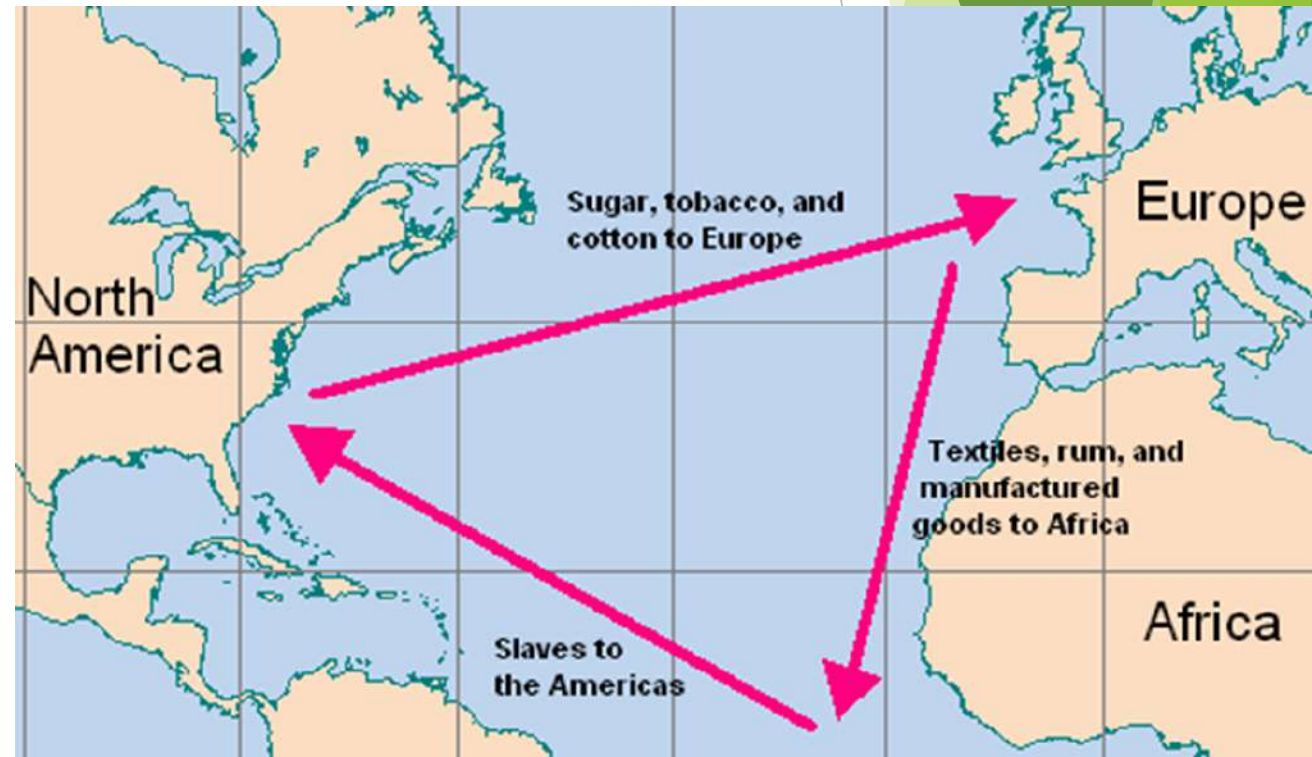 Sugar, tobacco, and
cotton to Europe
Europe
North
America
Textiles, rum, and
manufactured
goods to Africa
Africa
Slaves to
the Americas